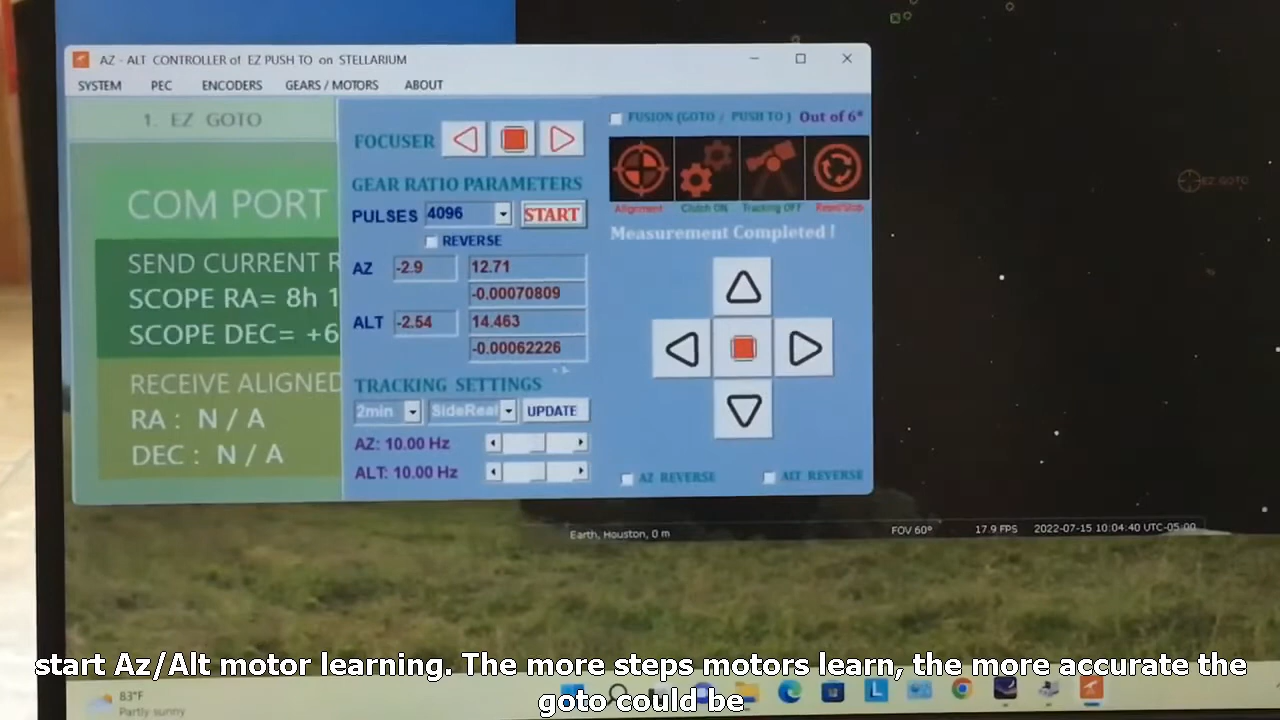 AZ - ALT CONTROLLER of EZ PUSH TO on STELLARIUM
SYSTEM PEC ENCODERS GEARS / MOTORS ABOUT
1. EZ GOTO
COM PORT
SEND CURRENT R
SCOPE RA= 8h 1
SCOPE DEC= +6
RECEIVE ALIGNED
RA : N / A
DEC : N / A
FOCUSER
GEAR RATIO PARAMETERS
PULSES 4096 START
REVERSE
AZ -2.9 12.71
-0.00070809
ALT -2.54 14.463
-0.00062226
TRACKING SETTINGS
2min SideReal UPDATE
AZ: 10.00 Hz
ALT: 10.00 Hz
FUSION (GOTO / PUSH TO ) Out of 6°
Alignment Clutch ON Tracking OFF Reset/Stop
Measurement Completed !
AZ REVERSE ALT REVERSE
EZ GOTO
Earth, Houston, 0 m FOV 60° 17.9 FPS 2022-07-15 10:04:40 UTC-05:00
start Az/Alt motor learning. The more steps motors learn, the more accurate the
goto could be
83°F
Partly sunny